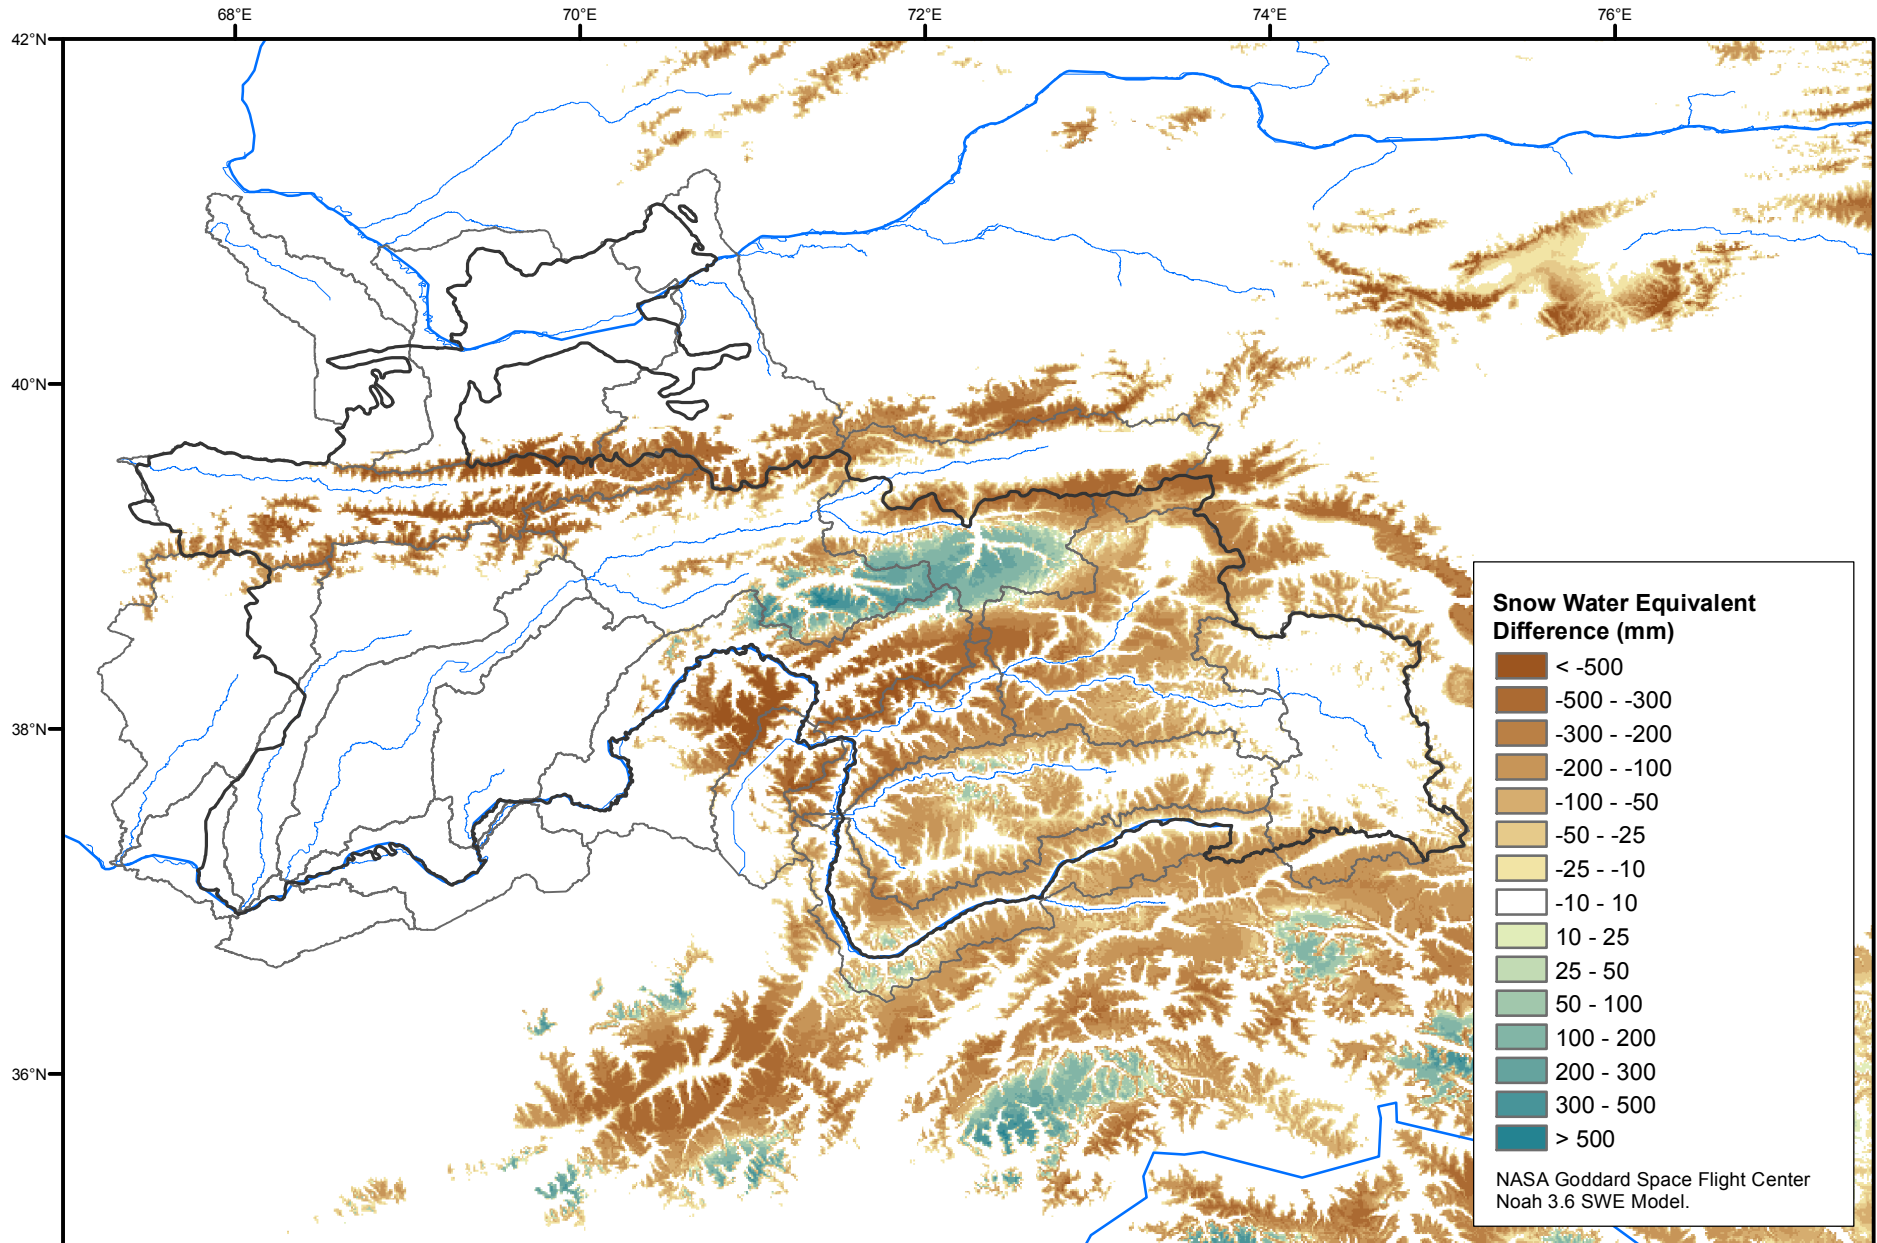 68°E
70°E
72°E
74°E
76°E
42°N
40°N
38°N
36°N
Snow Water Equivalent
Difference (mm)
< -500
-500 - -300
-300 - -200
-200 - -100
-100 - -50
-50 - -25
-25 - -10
-10 - 10
10 - 25
25 - 50
50 - 100
100 - 200
200 - 300
300 - 500
> 500
NASA Goddard Space Flight Center
Noah 3.6 SWE Model.